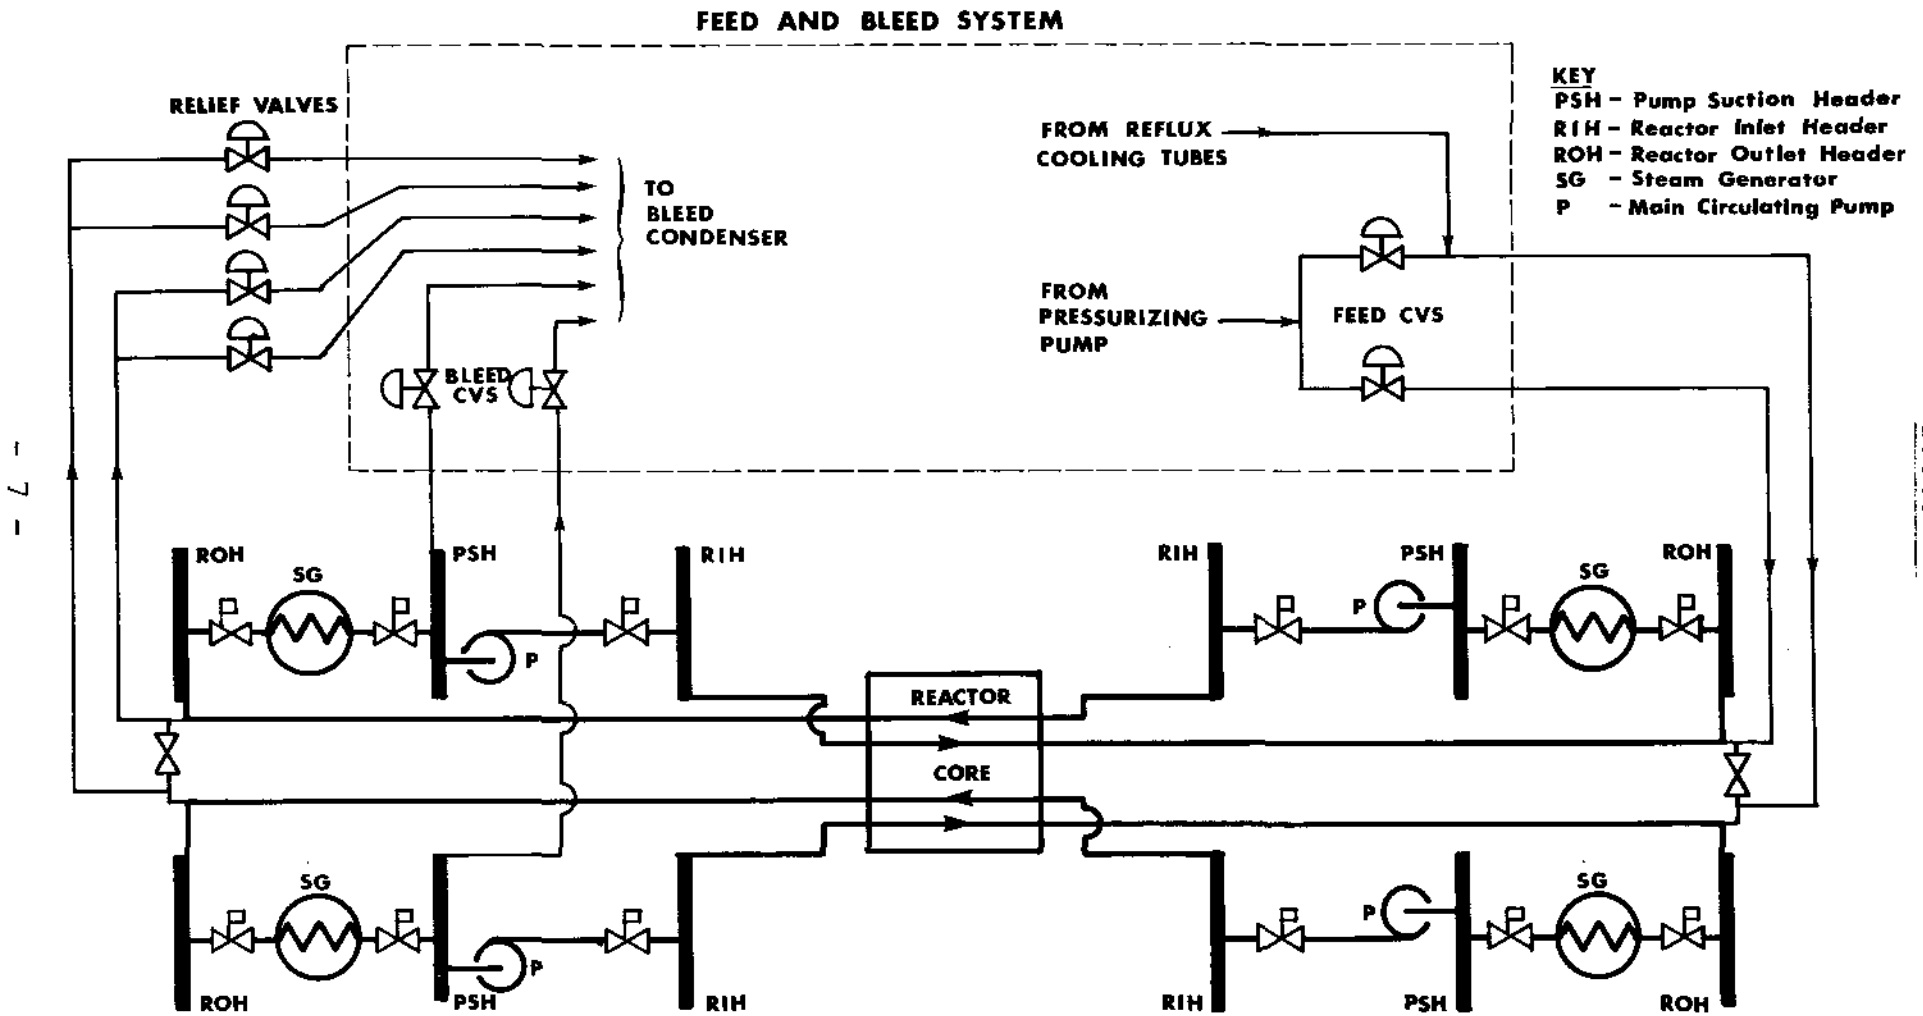 FEED AND BLEED SYSTEM
RELIEF VALVES
TO
BLEED
CONDENSER
FROM REFLUX
COOLING TUBES
KEY
PSH - Pump Suction Header
RIH - Reactor Inlet Header
ROH - Reactor Outlet Header
SG - Steam Generator
P - Main Circulating Pump
FROM
PRESSURIZING
PUMP
FEED CVS
BLEED
CVS
- 7 -
ROH
SG
PSH
P
RIH
RIH
P
PSH
SG
ROH
REACTOR
CORE
ROH
SG
PSH
P
RIH
RIH
P
PSH
SG
ROH